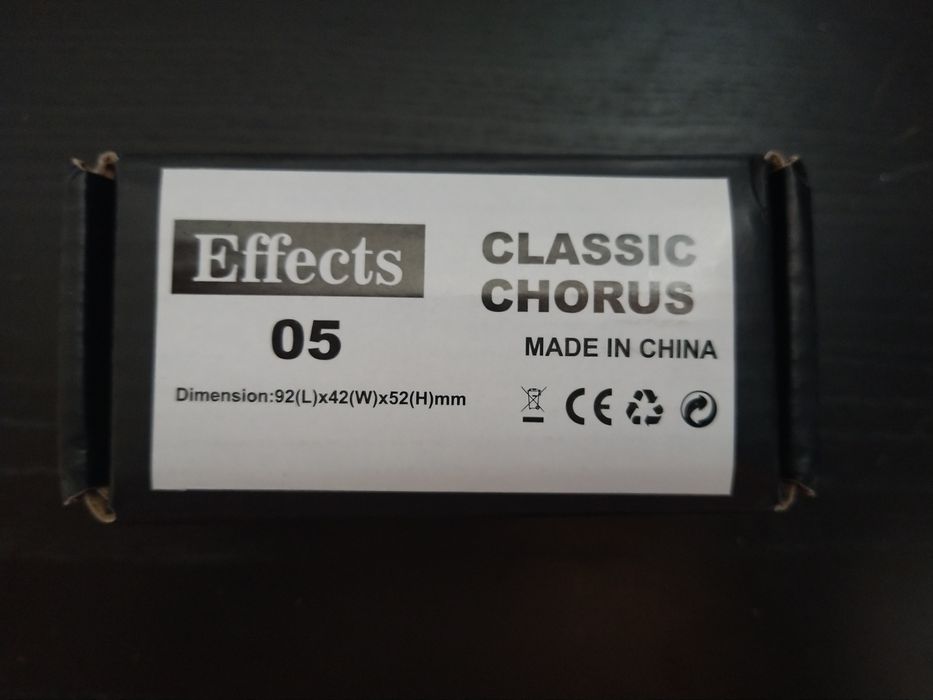 Effects
05
Dimension:92(L)x42(W)x52(H)mm
CLASSIC
CHORUS
MADE IN CHINA
CE